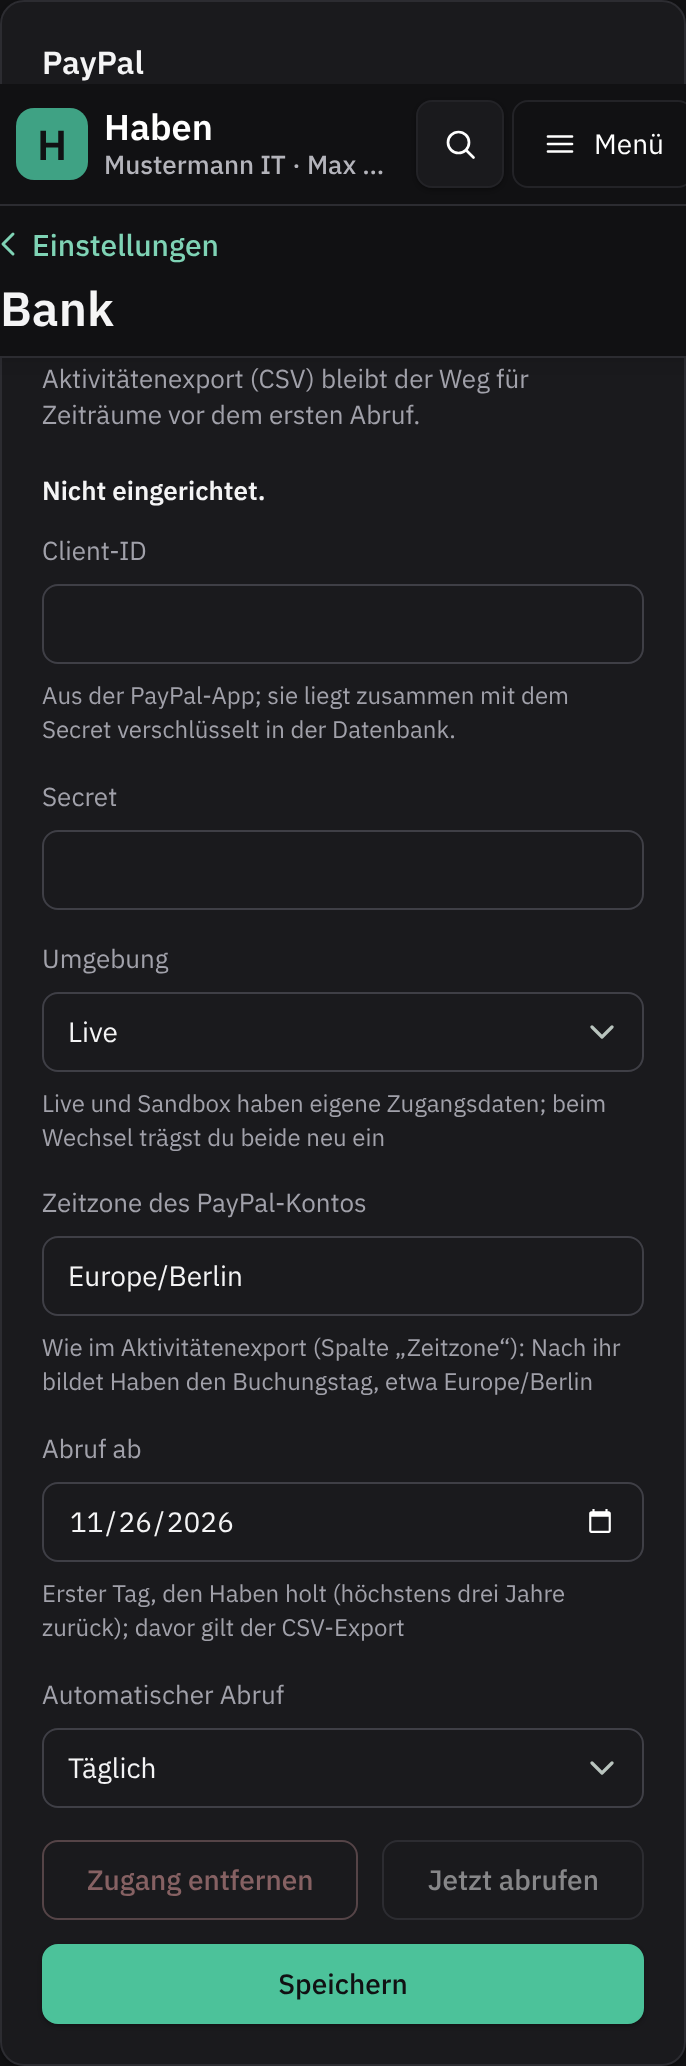 PayPal
H
Haben
Mustermann IT · Max ...
Menü
Einstellungen
Bank
Aktivitätenexport (CSV) bleibt der Weg für
Zeiträume vor dem ersten Abruf.
Nicht eingerichtet.
Client-ID
Aus der PayPal-App; sie liegt zusammen mit dem
Secret verschlüsselt in der Datenbank.
Secret
Umgebung
Live
Live und Sandbox haben eigene Zugangsdaten; beim
Wechsel trägst du beide neu ein
Zeitzone des PayPal-Kontos
Europe/Berlin
Wie im Aktivitätenexport (Spalte „Zeitzone“): Nach ihr
bildet Haben den Buchungstag, etwa Europe/Berlin
Abruf ab
11/26/2026
Erster Tag, den Haben holt (höchstens drei Jahre
zurück); davor gilt der CSV-Export
Automatischer Abruf
Täglich
Zugang entfernen
Jetzt abrufen
Speichern